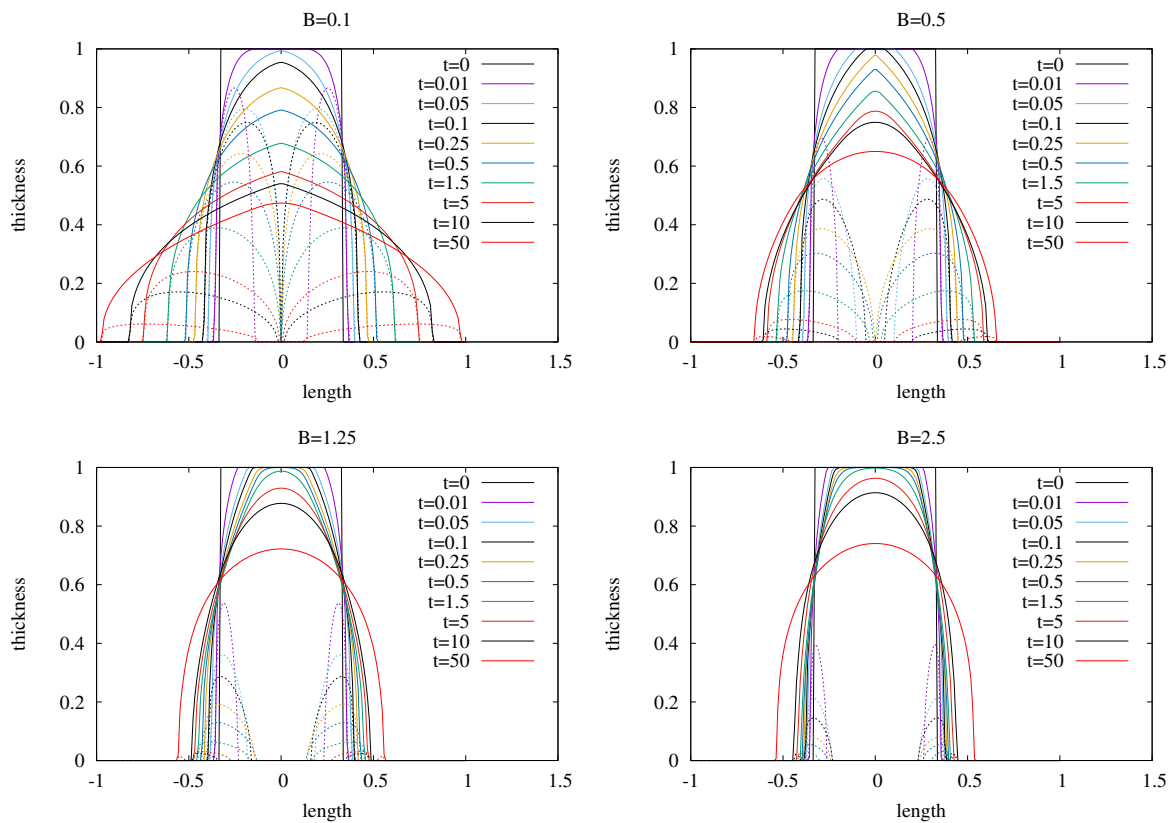 B=0.1
thickness
1
0.8
0.6
0.4
0.2
0
-1
-0.5
0
0.5
1
1.5
length
t=0
t=0.01
t=0.05
t=0.1
t=0.25
t=0.5
t=1.5
t=5
t=10
t=50
B=0.5
thickness
1
0.8
0.6
0.4
0.2
0
-1
-0.5
0
0.5
1
1.5
length
t=0
t=0.01
t=0.05
t=0.1
t=0.25
t=0.5
t=1.5
t=5
t=10
t=50
B=1.25
thickness
1
0.8
0.6
0.4
0.2
0
-1
-0.5
0
0.5
1
1.5
length
t=0
t=0.01
t=0.05
t=0.1
t=0.25
t=0.5
t=1.5
t=5
t=10
t=50
B=2.5
thickness
1
0.8
0.6
0.4
0.2
0
-1
-0.5
0
0.5
1
1.5
length
t=0
t=0.01
t=0.05
t=0.1
t=0.25
t=0.5
t=1.5
t=5
t=10
t=50